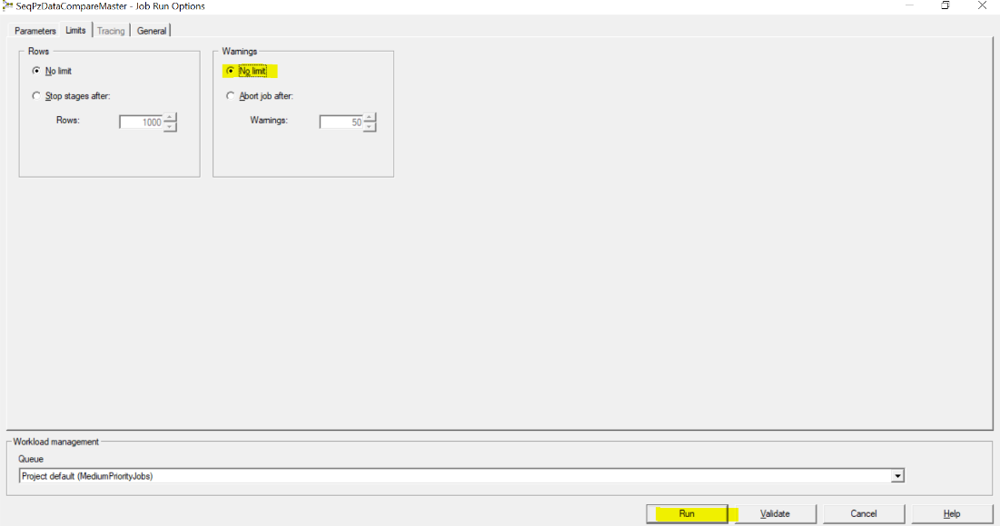 SeqPzDataCompareMaster - Job Run Options
Parameters Limits Tracing General
Rows Warnings
No limit No limit
Stop stages after: Abort job after:
Rows: 1000 Warnings: 50
Workload management
Queue
Project default (MediumPriorityJobs)
Run Validate Cancel Help